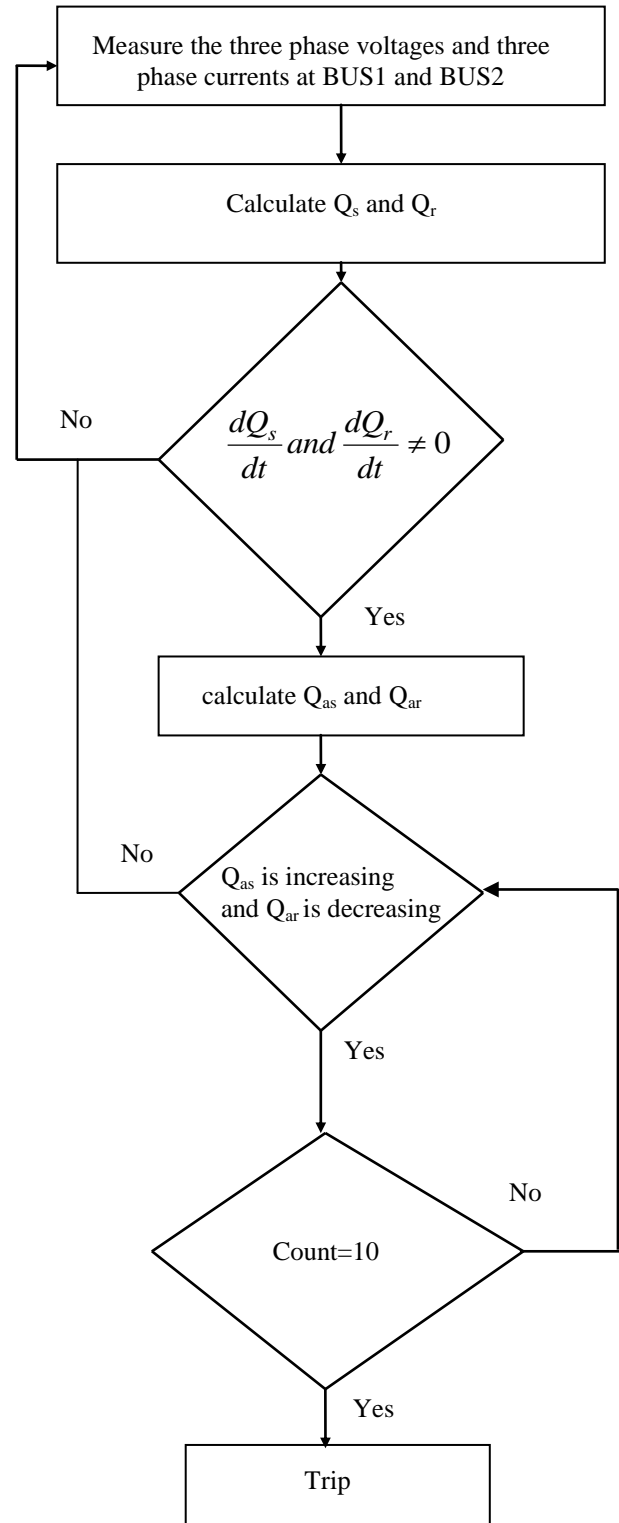 Measure the three phase voltages and three
phase currents at BUS1 and BUS2
Calculate Qs and Qr
No
dQs/dt and dQr/dt ≠ 0
Yes
calculate Qas and Qar
No
Qas is increasing
and Qar is decreasing
Yes
No
Count=10
Yes
Trip